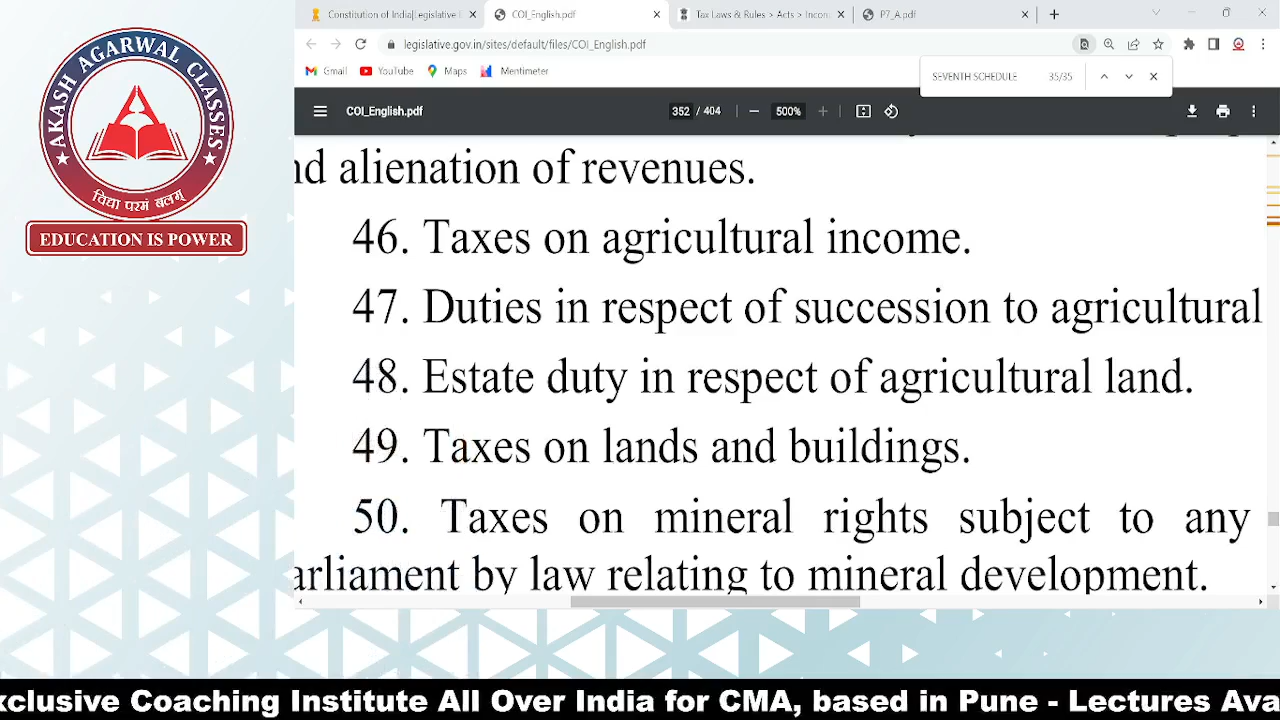 AKASH AGARWAL CLASSES
विद्या परमं बलम्
EDUCATION IS POWER
Constitution of India|Legislative
COI_English.pdf
Tax Laws & Rules > Acts > Incom
P7_A.pdf
legislative.gov.in/sites/default/files/COI_English.pdf
Gmail YouTube Maps Mentimeter
SEVENTH SCHEDULE 35/35
COI_English.pdf 352 / 404 500%
nd alienation of revenues.
46. Taxes on agricultural income.
47. Duties in respect of succession to agricultural
48. Estate duty in respect of agricultural land.
49. Taxes on lands and buildings.
50. Taxes on mineral rights subject to any
arliament by law relating to mineral development.
xclusive Coaching Institute All Over India for CMA, based in Pune - Lectures Ava